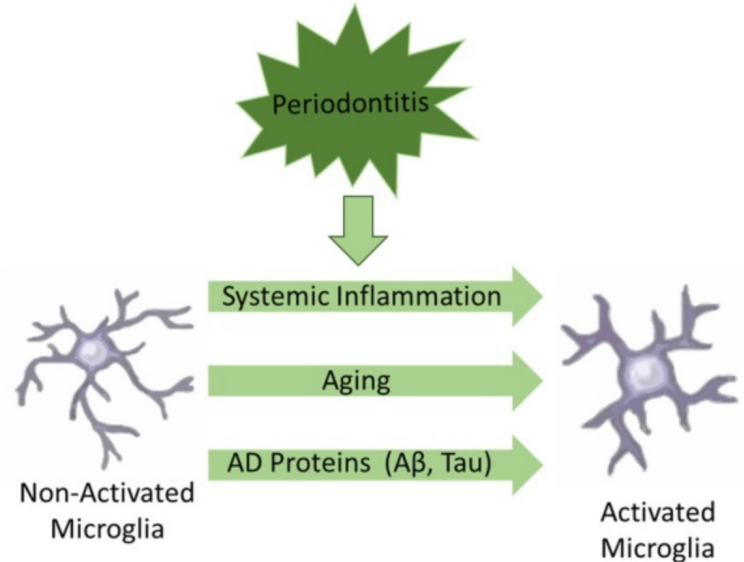 Periodontitis
Systemic Inflammation
Aging
AD Proteins (Aβ, Tau)
Non-Activated
Microglia
Activated
Microglia